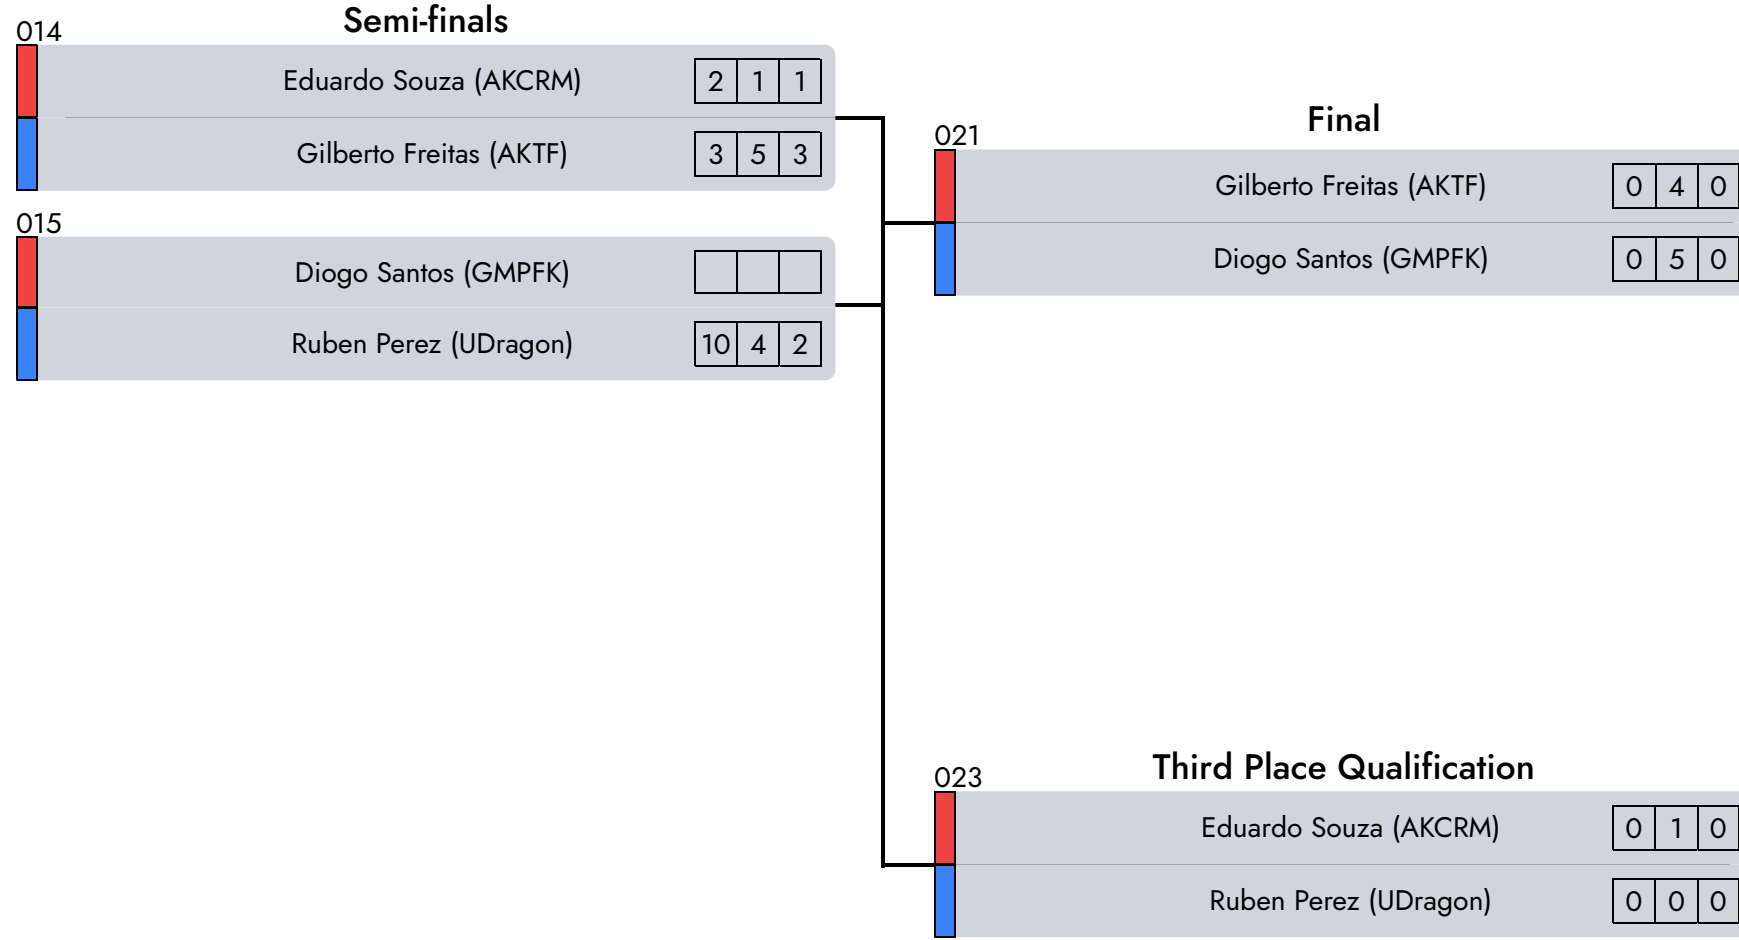 Semi-finals
014
Eduardo Souza (AKCRM) 2 1 1
Gilberto Freitas (AKTF) 3 5 3
015
Diogo Santos (GMPFK)
Ruben Perez (UDragon) 10 4 2
Final
021
Gilberto Freitas (AKTF) 0 4 0
Diogo Santos (GMPFK) 0 5 0
Third Place Qualification
023
Eduardo Souza (AKCRM) 0 1 0
Ruben Perez (UDragon) 0 0 0